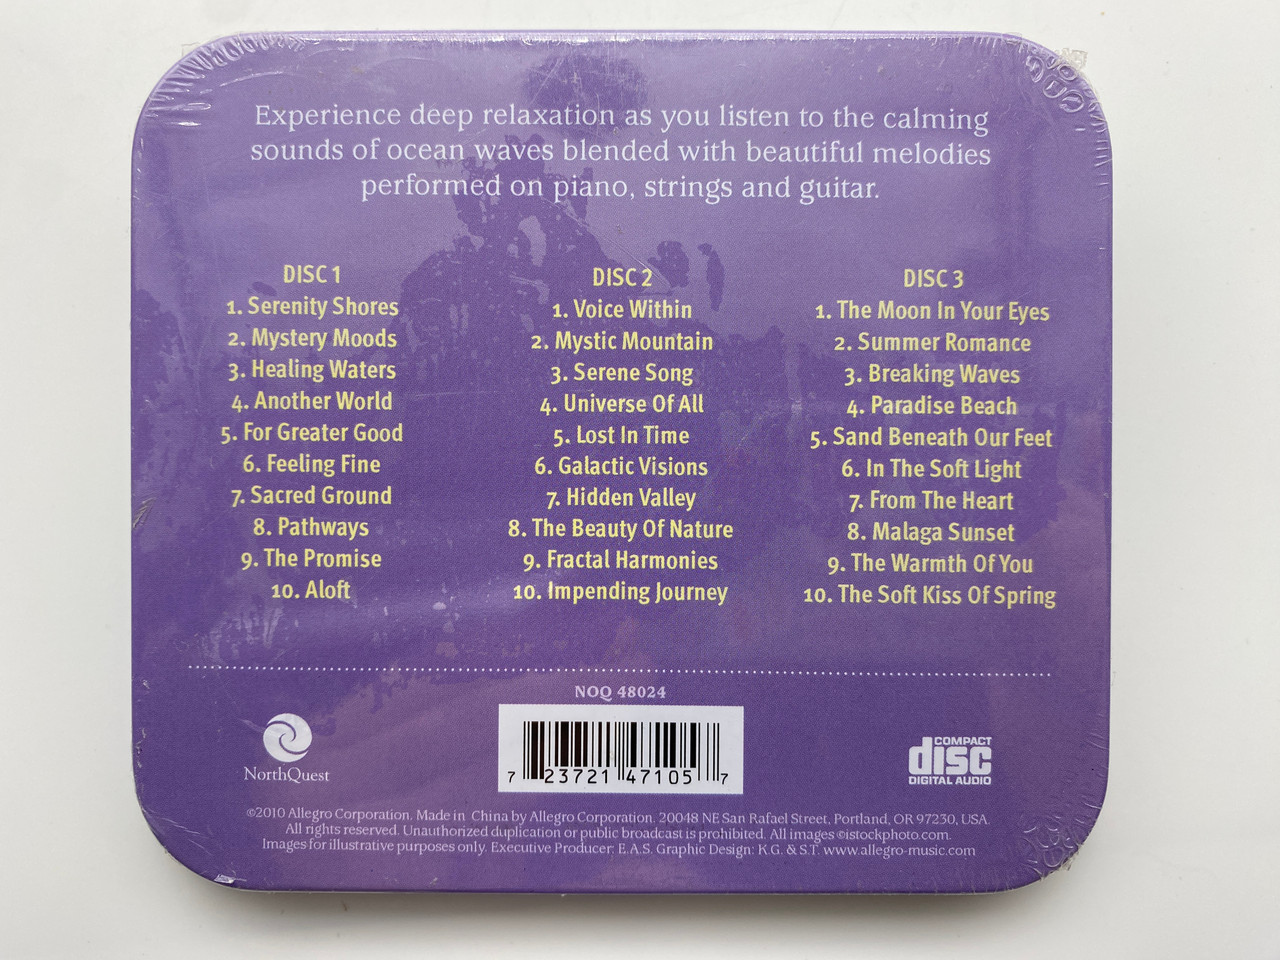 Experience deep relaxation as you listen to the calming
sounds of ocean waves blended with beautiful melodies
performed on piano, strings and guitar.
DISC 1
1. Serenity Shores
2. Mystery Moods
3. Healing Waters
4. Another World
5. For Greater Good
6. Feeling Fine
7. Sacred Ground
8. Pathways
9. The Promise
10. Aloft
DISC 2
1. Voice Within
2. Mystic Mountain
3. Serene Song
4. Universe Of All
5. Lost In Time
6. Galactic Visions
7. Hidden Valley
8. The Beauty Of Nature
9. Fractal Harmonies
10. Impending Journey
DISC 3
1. The Moon In Your Eyes
2. Summer Romance
3. Breaking Waves
4. Paradise Beach
5. Sand Beneath Our Feet
6. In The Soft Light
7. From The Heart
8. Malaga Sunset
9. The Warmth Of You
10. The Soft Kiss Of Spring
NOQ 48024
NorthQuest
7 23721 47105 7
COMPACT
disc
DIGITAL AUDIO
©2010 Allegro Corporation. Made in China by Allegro Corporation. 20048 NE San Rafael Street, Portland, OR 97230, USA.
All rights reserved. Unauthorized duplication or public broadcast is prohibited. All images ©istockphoto.com.
Images for illustrative purposes only. Executive Producer: E.A.S. Graphic Design: K.G. & S.T. www.allegro-music.com